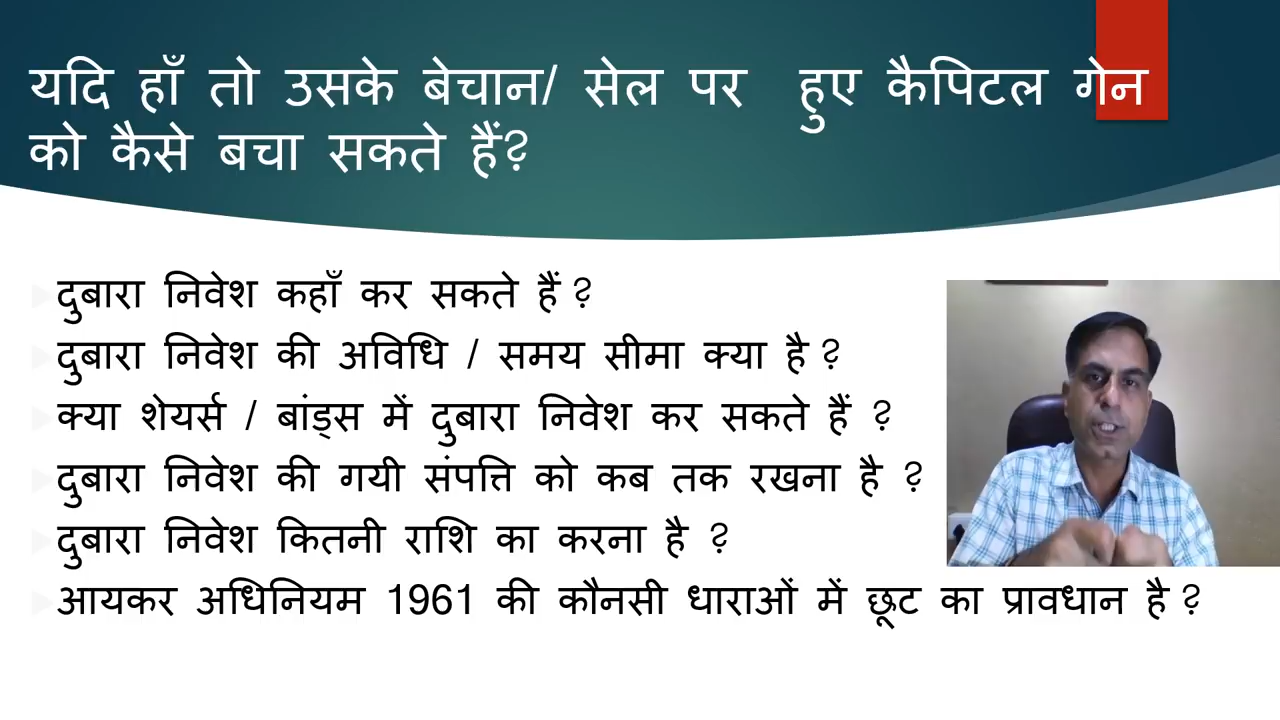 यदि हाँ तो उसके बेचान/ सेल पर हुए कैपिटल गेन
को कैसे बचा सकते हैं?
दुबारा निवेश कहाँ कर सकते हैं ?
दुबारा निवेश की अविधि / समय सीमा क्या है ?
क्या शेयर्स / बांड्स में दुबारा निवेश कर सकते हैं ?
दुबारा निवेश की गयी संपत्ति को कब तक रखना है ?
दुबारा निवेश कितनी राशि का करना है ?
आयकर अधिनियम 1961 की कौनसी धाराओं में छूट का प्रावधान है ?